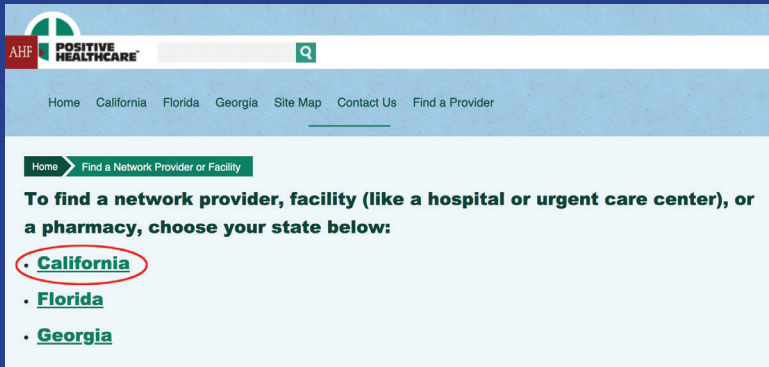 AHF POSITIVE
HEALTHCARE™
Home California Florida Georgia Site Map Contact Us Find a Provider
Home Find a Network Provider or Facility
To find a network provider, facility (like a hospital or urgent care center), or
a pharmacy, choose your state below:
• California
• Florida
• Georgia